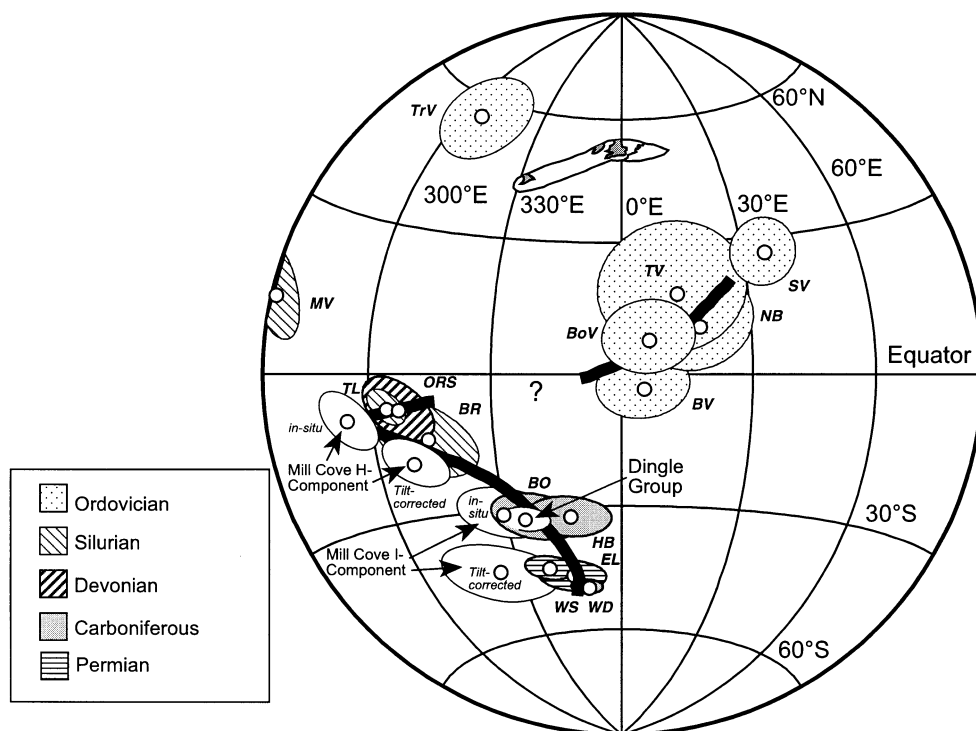 60°N
TrV
60°E
300°E
330°E
0°E
30°E
TV
SV
MV
NB
BoV
Equator
?
BV
TL
ORS
BR
in-situ
Mill Cove H-
Component
Tilt-
corrected
BO
Dingle
Group
in-
situ
30°S
HB
Mill Cove I-
Component
EL
Tilt-
corrected
WS
WD
60°S
Ordovician
Silurian
Devonian
Carboniferous
Permian